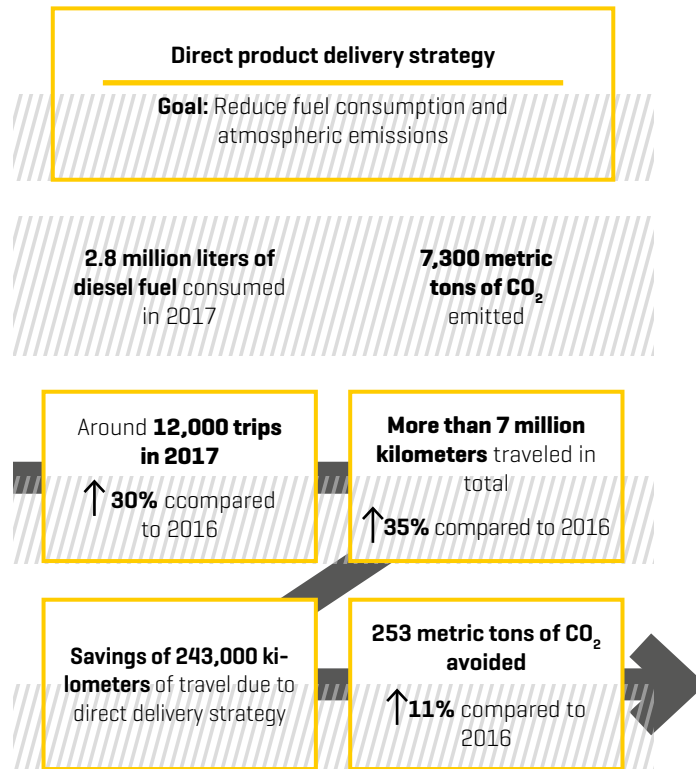 Direct product delivery strategy
Goal: Reduce fuel consumption and
atmospheric emissions
2.8 million liters of
diesel fuel consumed
in 2017
7,300 metric
tons of CO₂
emitted
Around 12,000 trips
in 2017
↑ 30% ccompared
to 2016
More than 7 million
kilometers traveled in
total
↑ 35% compared to 2016
Savings of 243,000 ki-
lometers of travel due to
direct delivery strategy
253 metric tons of CO₂
avoided
↑ 11% compared to
2016